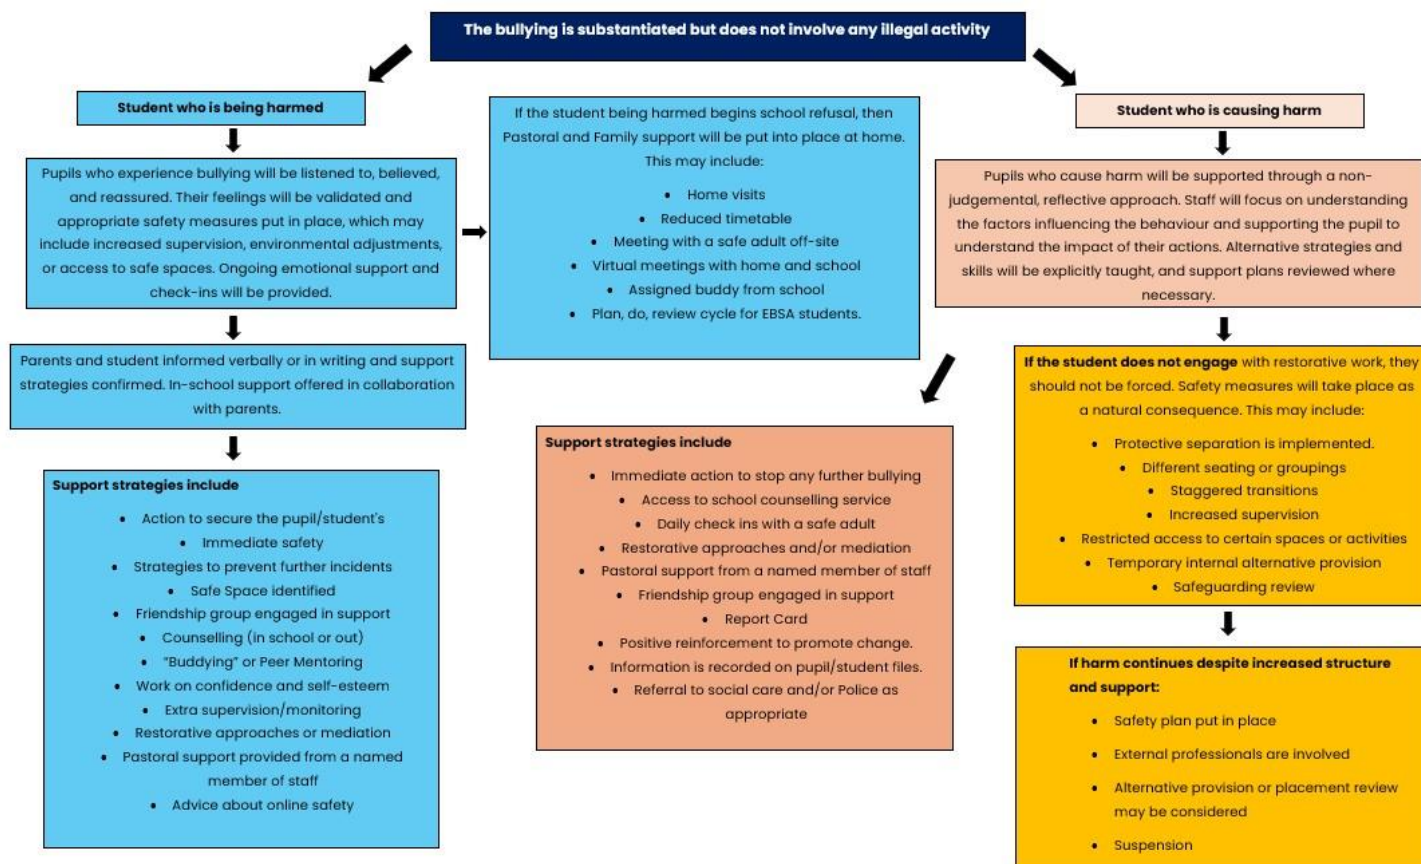 The bullying is substantiated but does not involve any illegal activity
Student who is being harmed
Pupils who experience bullying will be listened to, believed,
and reassured. Their feelings will be validated and
appropriate safety measures put in place, which may
include increased supervision, environmental adjustments,
or access to safe spaces. Ongoing emotional support and
check-ins will be provided.
Parents and student informed verbally or in writing and support
strategies confirmed. In-school support offered in collaboration
with parents.
Support strategies include
• Action to secure the pupil/student's
• Immediate safety
• Strategies to prevent further incidents
• Safe Space identified
• Friendship group engaged in support
• Counselling (in school or out)
• "Buddying" or Peer Mentoring
• Work on confidence and self-esteem
• Extra supervision/monitoring
• Restorative approaches or mediation
• Pastoral support provided from a named
member of staff
• Advice about online safety
If the student being harmed begins school refusal, then
Pastoral and Family support will be put into place at home.
This may include:
• Home visits
• Reduced timetable
• Meeting with a safe adult off-site
• Virtual meetings with home and school
• Assigned buddy from school
• Plan, do, review cycle for EBSA students.
Support strategies include
• Immediate action to stop any further bullying
• Access to school counselling service
• Daily check ins with a safe adult
• Restorative approaches and/or mediation
• Pastoral support from a named member of staff
• Friendship group engaged in support
• Report Card
• Positive reinforcement to promote change.
• Information is recorded on pupil/student files.
• Referral to social care and/or Police as
appropriate
Student who is causing harm
Pupils who cause harm will be supported through a non-
judgemental, reflective approach. Staff will focus on understanding
the factors influencing the behaviour and supporting the pupil to
understand the impact of their actions. Alternative strategies and
skills will be explicitly taught, and support plans reviewed where
necessary.
If the student does not engage with restorative work, they
should not be forced. Safety measures will take place as
a natural consequence. This may include:
• Protective separation is implemented.
• Different seating or groupings
• Staggered transitions
• Increased supervision
• Restricted access to certain spaces or activities
• Temporary internal alternative provision
• Safeguarding review
If harm continues despite increased structure
and support:
• Safety plan put in place
• External professionals are involved
• Alternative provision or placement review
may be considered
• Suspension